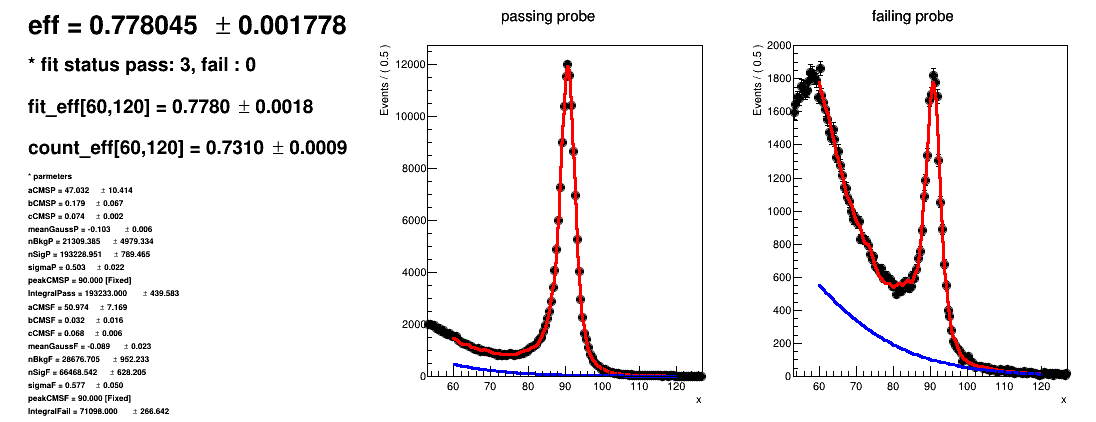 eff = 0.778045 ± 0.001778
* fit status pass: 3, fail : 0
fit_eff[60,120] = 0.7780 ± 0.0018
count_eff[60,120] = 0.7310 ± 0.0009
* parmeters
aCMSP = 47.032 ± 10.414
bCMSP = 0.179 ± 0.067
cCMSP = 0.074 ± 0.002
meanGaussP = -0.103 ± 0.006
nBkgP = 21309.385 ± 4979.334
nSigP = 193228.951 ± 789.465
sigmaP = 0.503 ± 0.022
peakCMSP = 90.000 [Fixed]
IntegralPass = 193233.000 ± 439.583
aCMSF = 50.974 ± 7.169
bCMSF = 0.032 ± 0.016
cCMSF = 0.068 ± 0.006
meanGaussF = -0.089 ± 0.023
nBkgF = 28676.705 ± 952.233
nSigF = 66468.542 ± 628.205
sigmaF = 0.577 ± 0.050
peakCMSF = 90.000 [Fixed]
IntegralFail = 71098.000 ± 266.642
passing probe
Events / ( 0.5 )
12000
10000
8000
6000
4000
2000
0
60 70 80 90 100 110 120
x
failing probe
Events / ( 0.5 )
2000
1800
1600
1400
1200
1000
800
600
400
200
0
60 70 80 90 100 110 120
x